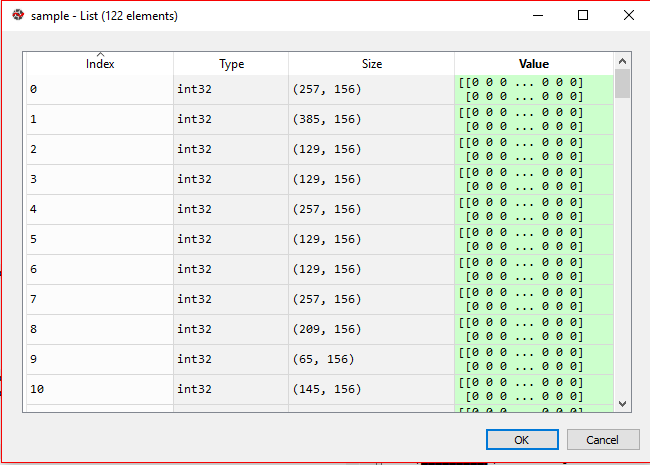 sample - List (122 elements)
Index Type Size Value
0 int32 (257, 156) [[0 0 0 ... 0 0 0]
[0 0 0 ... 0 0 0]
1 int32 (385, 156) [[0 0 0 ... 0 0 0]
[0 0 0 ... 0 0 0]
2 int32 (129, 156) [[0 0 0 ... 0 0 0]
[0 0 0 ... 0 0 0]
3 int32 (129, 156) [[0 0 0 ... 0 0 0]
[0 0 0 ... 0 0 0]
4 int32 (257, 156) [[0 0 0 ... 0 0 0]
[0 0 0 ... 0 0 0]
5 int32 (129, 156) [[0 0 0 ... 0 0 0]
[0 0 0 ... 0 0 0]
6 int32 (129, 156) [[0 0 0 ... 0 0 0]
[0 0 0 ... 0 0 0]
7 int32 (257, 156) [[0 0 0 ... 0 0 0]
[0 0 0 ... 0 0 0]
8 int32 (209, 156) [[0 0 0 ... 0 0 0]
[0 0 0 ... 0 0 0]
9 int32 (65, 156) [[0 0 0 ... 0 0 0]
[0 0 0 ... 0 0 0]
10 int32 (145, 156) [[0 0 0 ... 0 0 0]
[0 0 0 ... 0 0 0]
[[0 0 0 ... 0 0 0]
OK Cancel